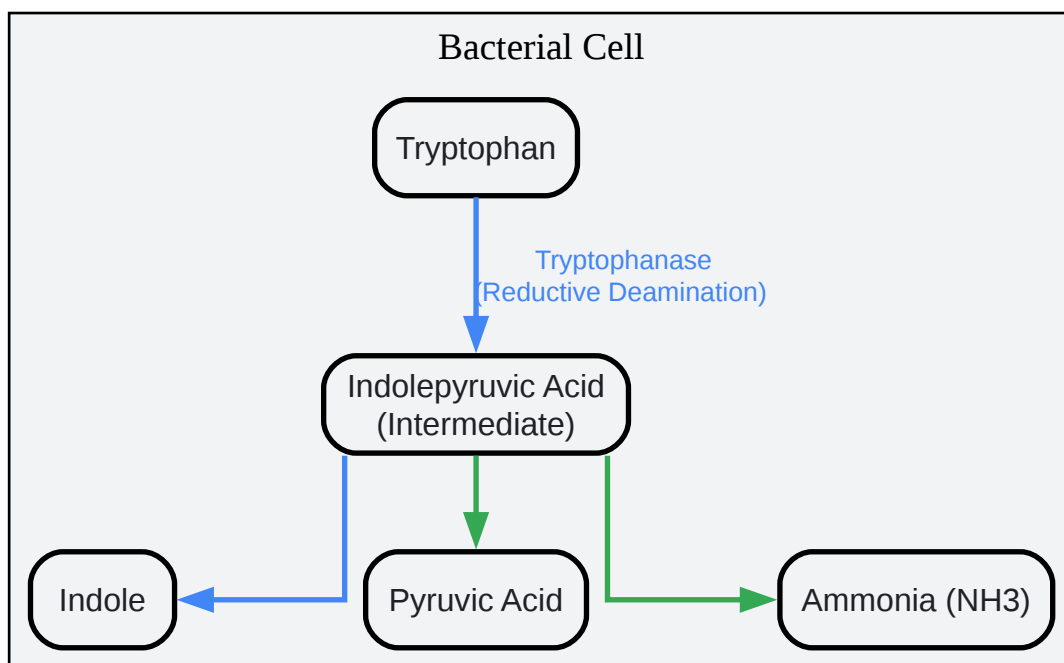 Bacterial Cell
Tryptophan
Tryptophanase
(Reductive Deamination)
Indolepyruvic Acid
(Intermediate)
Indole
Pyruvic Acid
Ammonia (NH3)